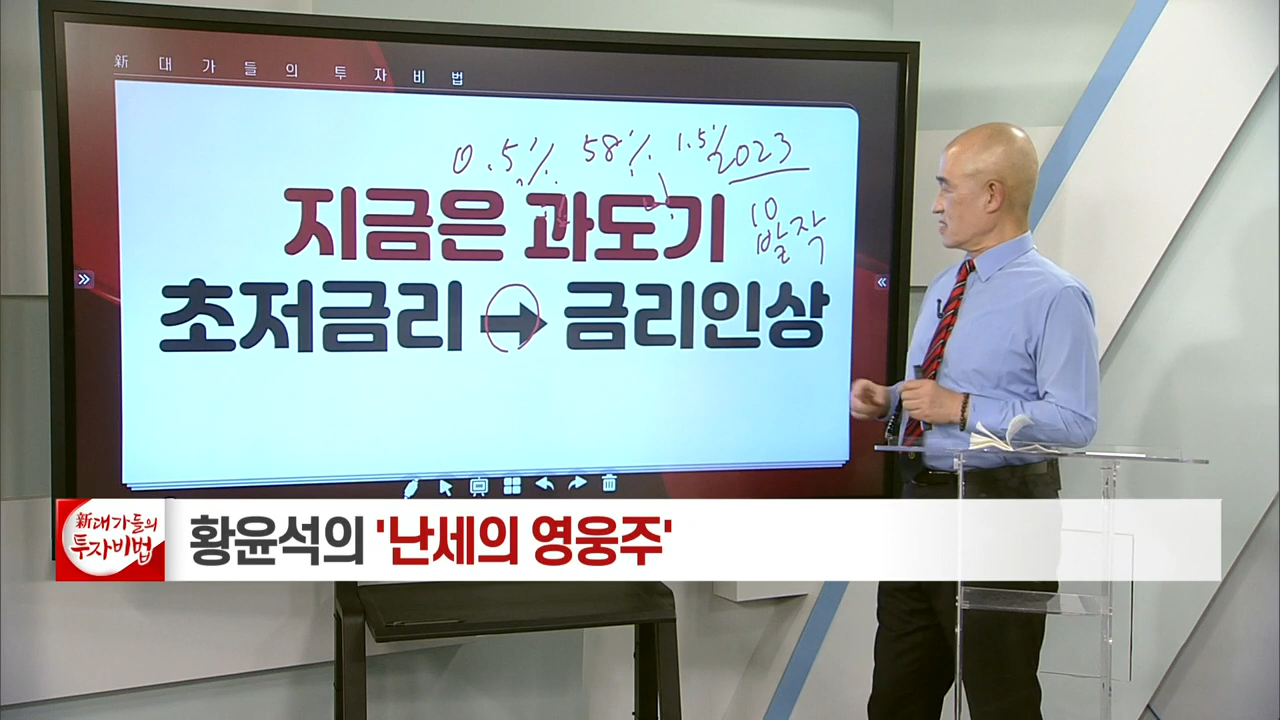 新 대가들의 투자비법
0.5% 58% 1.5% 2023
지금은 과도기
10
발작
초저금리 → 금리인상
新대가들의
투자비법
황윤석의 '난세의 영웅주'